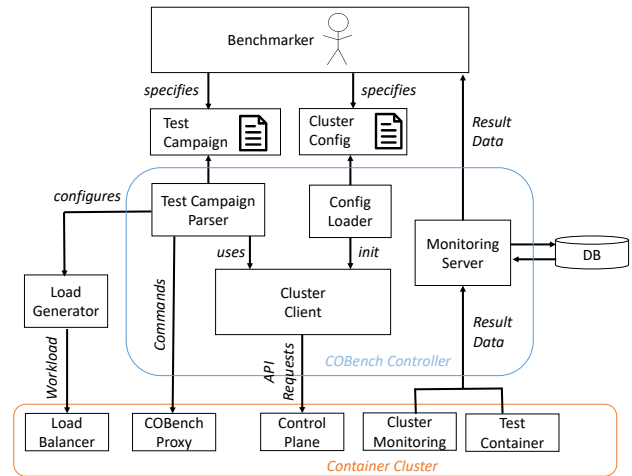 Benchmarker
specifies
specifies
Test
Campaign
Cluster
Config
Result
Data
configures
Test Campaign
Parser
Config
Loader
Monitoring
Server
DB
uses
init
Load
Generator
Commands
Cluster
Client
Result
Data
Workload
API
Requests
COBench Controller
Load
Balancer
COBench
Proxy
Control
Plane
Cluster
Monitoring
Test
Container
Container Cluster